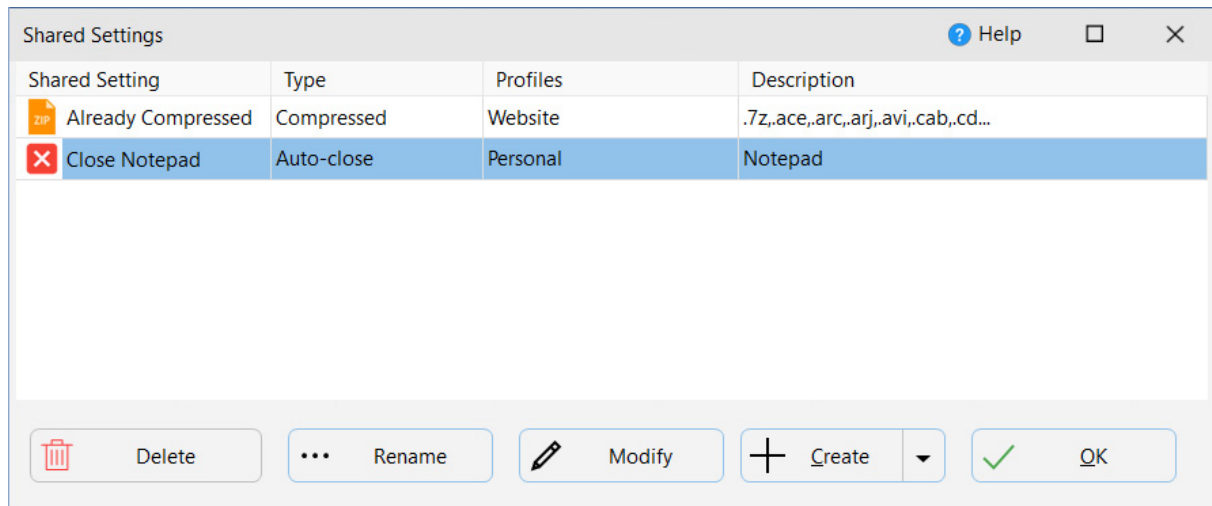 Shared Settings ? Help
Shared Setting Type Profiles Description
ZIP Already Compressed Compressed Website .7z,.ace,.arc,.arj,.avi,.cab,.cd...
Close Notepad Auto-close Personal Notepad
Delete ••• Rename Modify Create OK